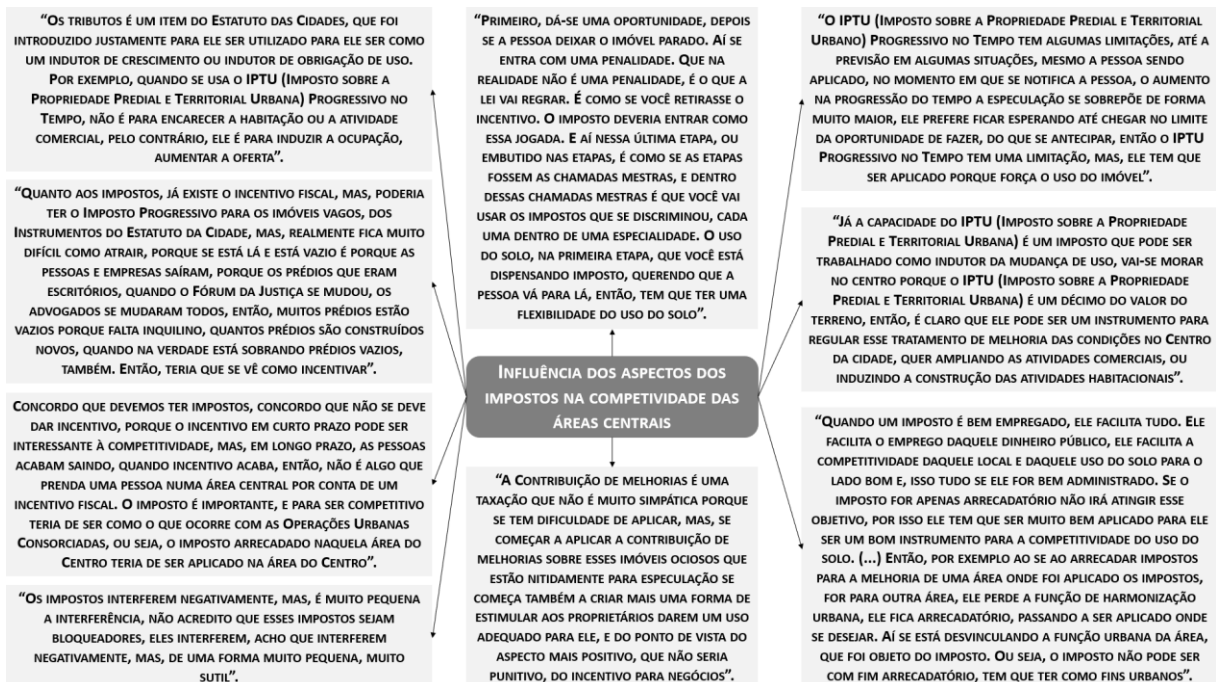 “Os tributos é um item do Estatuto das Cidades, que foi
introduzido justamente para ele ser utilizado para ele ser como
um indutor de crescimento ou indutor de obrigação de uso.
Por exemplo, quando se usa o IPTU (Imposto sobre a
Propriedade Predial e Territorial Urbana) Progressivo no
Tempo, não é para encarecer a habitação ou a atividade
comercial, pelo contrário, ele é para induzir a ocupação,
aumentar a oferta”.
“Quanto aos impostos, já existe o incentivo fiscal, mas, poderia
ter o Imposto Progressivo para os imóveis vagos, dos
Instrumentos do Estatuto da Cidade, mas, realmente fica muito
difícil como atrair, porque se está lá e está vazio é porque as
pessoas e empresas saíram, porque os prédios que eram
escritórios, quando o Fórum da Justiça se mudou, os
advogados se mudaram todos, então, muitos prédios estão
vazios porque falta inquilino, quantos prédios são construídos
novos, quando na verdade está sobrando prédios vazios,
também. Então, teria que se vê como incentivar”.
Concordo que devemos ter impostos, concordo que não se deve
dar incentivo, porque o incentivo em curto prazo pode ser
interessante à competitividade, mas, em longo prazo, as pessoas
acabam saindo, quando incentivo acaba, então, não é algo que
prenda uma pessoa numa área central por conta de um
incentivo fiscal. O imposto é importante, e para ser competitivo
teria de ser como o que ocorre com as Operações Urbanas
Consorciadas, ou seja, o imposto arrecadado naquela área do
Centro teria de ser aplicado na área do Centro”.
“Os impostos interferem negativamente, mas, é muito pequena
a interferência, não acredito que esses impostos sejam
bloqueadores, eles interferem, acho que interferem
negativamente, mas, de uma forma muito pequena, muito
sutil”.
“Primeiro, dá-se uma oportunidade, depois
se a pessoa deixar o imóvel parado. Aí se
entra com uma penalidade. Que na
realidade não é uma penalidade, é o que a
lei vai regrar. É como se você retirasse o
incentivo. O imposto deveria entrar como
essa jogada. E aí nessa última etapa, ou
embutido nas etapas, é como se as etapas
fossem as chamadas mestras, e dentro
dessas chamadas mestras é que você vai
usar os impostos que se discriminou, cada
uma dentro de uma especialidade. O uso
do solo, na primeira etapa, que você está
dispensando imposto, querendo que a
pessoa vá para lá, então, tem que ter uma
flexibilidade do uso do solo”.
Influência dos aspectos dos
impostos na competividade das
áreas centrais
“A Contribuição de melhorias é uma
taxação que não é muito simpática porque
se tem dificuldade de aplicar, mas, se
começar a aplicar a contribuição de
melhorias sobre esses imóveis ociosos que
estão nitidamente para especulação se
começa também a criar mais uma forma de
estimular aos proprietários darem um uso
adequado para ele, e do ponto de vista do
aspecto mais positivo, que não seria
punitivo, do incentivo para negócios”.
“O IPTU (Imposto sobre a Propriedade Predial e Territorial
Urbano) Progressivo no Tempo tem algumas limitações, até a
previsão em algumas situações, mesmo a pessoa sendo
aplicado, no momento em que se notifica a pessoa, o aumento
na progressão do tempo a especulação se sobrepõe de forma
muito maior, ele prefere ficar esperando até chegar no limite
da oportunidade de fazer, do que se antecipar, então o IPTU
Progressivo no Tempo tem uma limitação, mas, ele tem que
ser aplicado porque força o uso do imóvel”.
“Já a capacidade do IPTU (Imposto sobre a Propriedade
Predial e Territorial Urbana) é um imposto que pode ser
trabalhado como indutor da mudança de uso, vai-se morar
no centro porque o IPTU (Imposto sobre a Propriedade
Predial e Territorial Urbana) é um décimo do valor do
terreno, então, é claro que ele pode ser um instrumento para
regular esse tratamento de melhoria das condições no Centro
da cidade, quer ampliando as atividades comerciais, ou
induzindo a construção das atividades habitacionais”.
“Quando um imposto é bem empregado, ele facilita tudo. Ele
facilita o emprego daquele dinheiro público, ele facilita a
competitividade daquele local e daquele uso do solo para o
lado bom e, isso tudo se ele for bem administrado. Se o
imposto for apenas arrecadatório não irá atingir esse
objetivo, por isso ele tem que ser muito bem aplicado para ele
ser um bom instrumento para a competitividade do uso do
solo. (...) Então, por exemplo ao se ao arrecadar impostos
para a melhoria de uma área onde foi aplicado os impostos,
for para outra área, ele perde a função de harmonização
urbana, ele fica arrecadatório, passando a ser aplicado onde
se desejar. Aí se está desvinculando a função urbana da área,
que foi objeto do imposto. Ou seja, o imposto não pode ser
com fim arrecadatório, tem que ter como fins urbanos”.